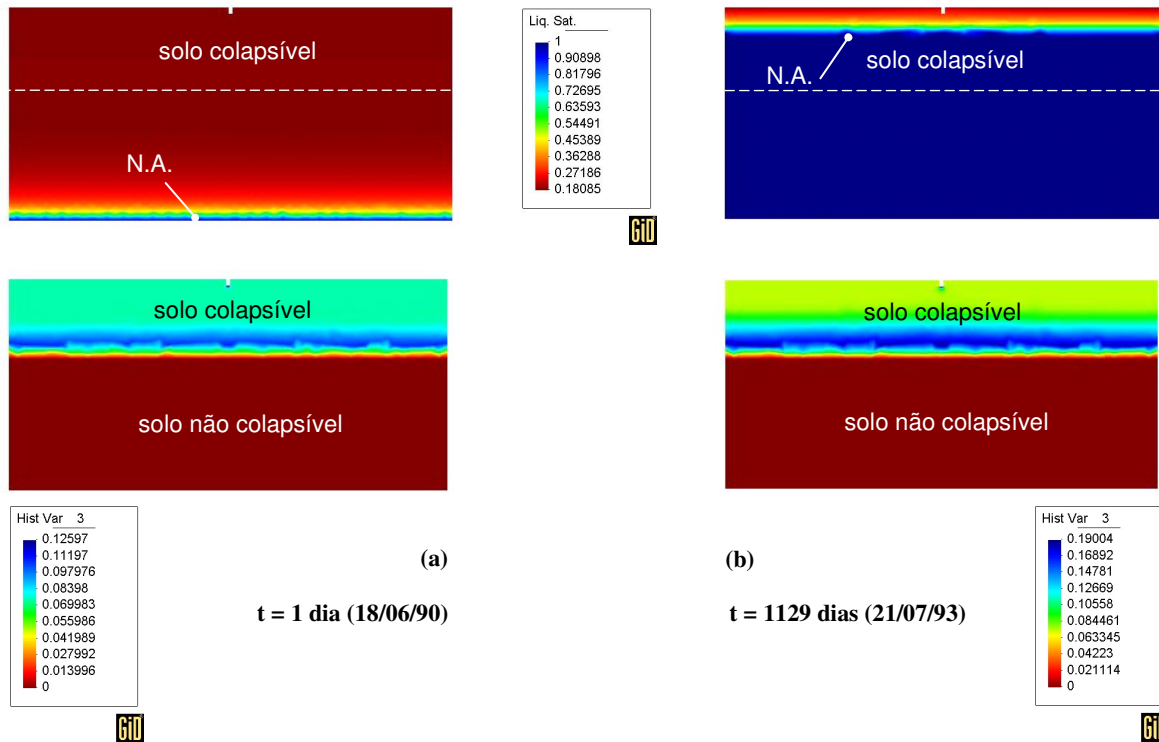 solo colapsível
N.A.
Liq. Sat.
1
0.90898
0.81796
0.72695
0.63593
0.54491
0.45389
0.36288
0.27186
0.18085
GiD
N.A.
solo colapsível
solo colapsível
solo não colapsível
solo colapsível
solo não colapsível
Hist Var 3
0.12597
0.11197
0.097976
0.08398
0.069983
0.055986
0.041989
0.027992
0.013996
0
GiD
(a)
t = 1 dia (18/06/90)
(b)
t = 1129 dias (21/07/93)
Hist Var 3
0.19004
0.16892
0.14781
0.12669
0.10558
0.084461
0.063345
0.04223
0.021114
0
GiD